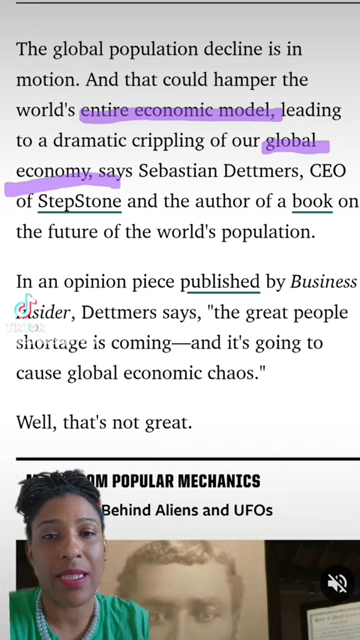 The global population decline is in
motion. And that could hamper the
world's entire economic model, leading
to a dramatic crippling of our global
economy, says Sebastian Dettmers, CEO
of StepStone and the author of a book on
the future of the world's population.
In an opinion piece published by Business
Insider, Dettmers says, "the great people
shortage is coming—and it's going to
cause global economic chaos."
Well, that's not great.
OM POPULAR MECHANICS
Behind Aliens and UFOs
TikTok